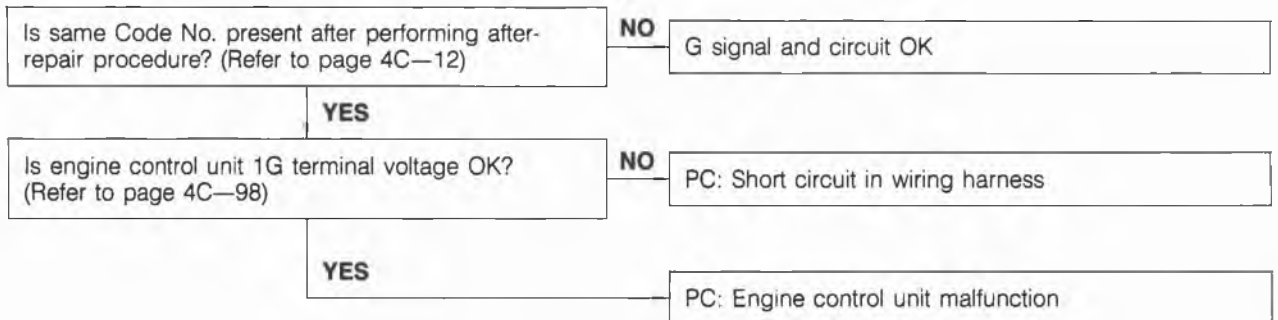 Is same Code No. present after performing after-
repair procedure? (Refer to page 4C—12)
NO
G signal and circuit OK
YES
Is engine control unit 1G terminal voltage OK?
(Refer to page 4C—98)
NO
PC: Short circuit in wiring harness
YES
PC: Engine control unit malfunction